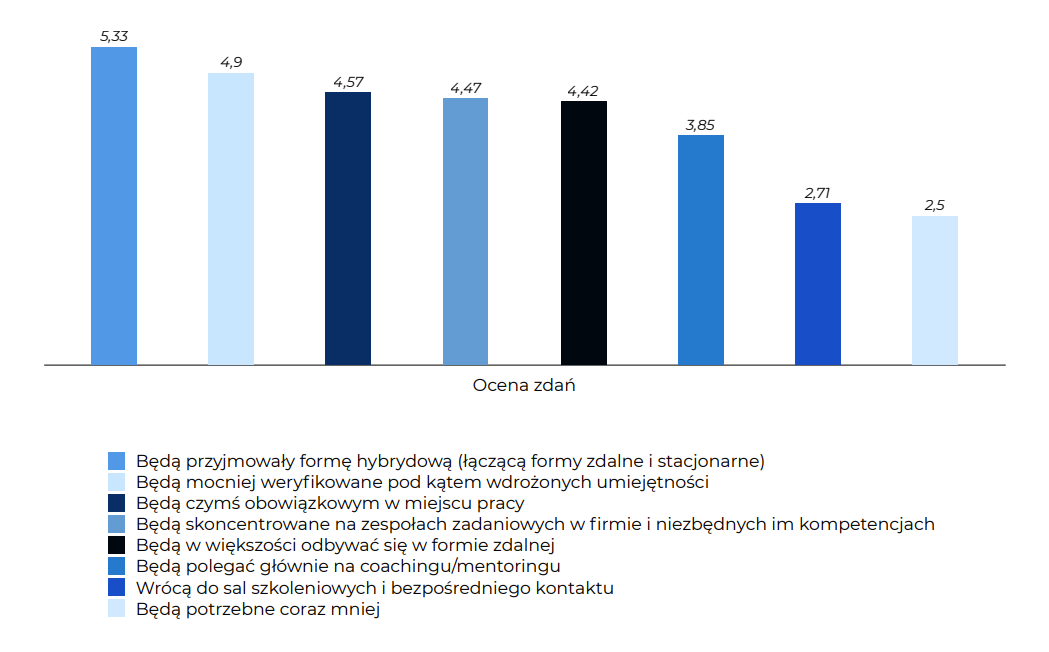 5,33
4,9
4,57
4,47
4,42
3,85
2,71
2,5
Ocena zdań
Będą przyjmowały formę hybrydową (łączącą formy zdalne i stacjonarne)
Będą mocniej weryfikowane pod kątem wdrożonych umiejętności
Będą czymś obowiązkowym w miejscu pracy
Będą skoncentrowane na zespołach zadaniowych w firmie i niezbędnych im kompetencjach
Będą w większości odbywać się w formie zdalnej
Będą polegać głównie na coachingu/mentoringu
Wrócą do sal szkoleniowych i bezpośredniego kontaktu
Będą potrzebne coraz mniej